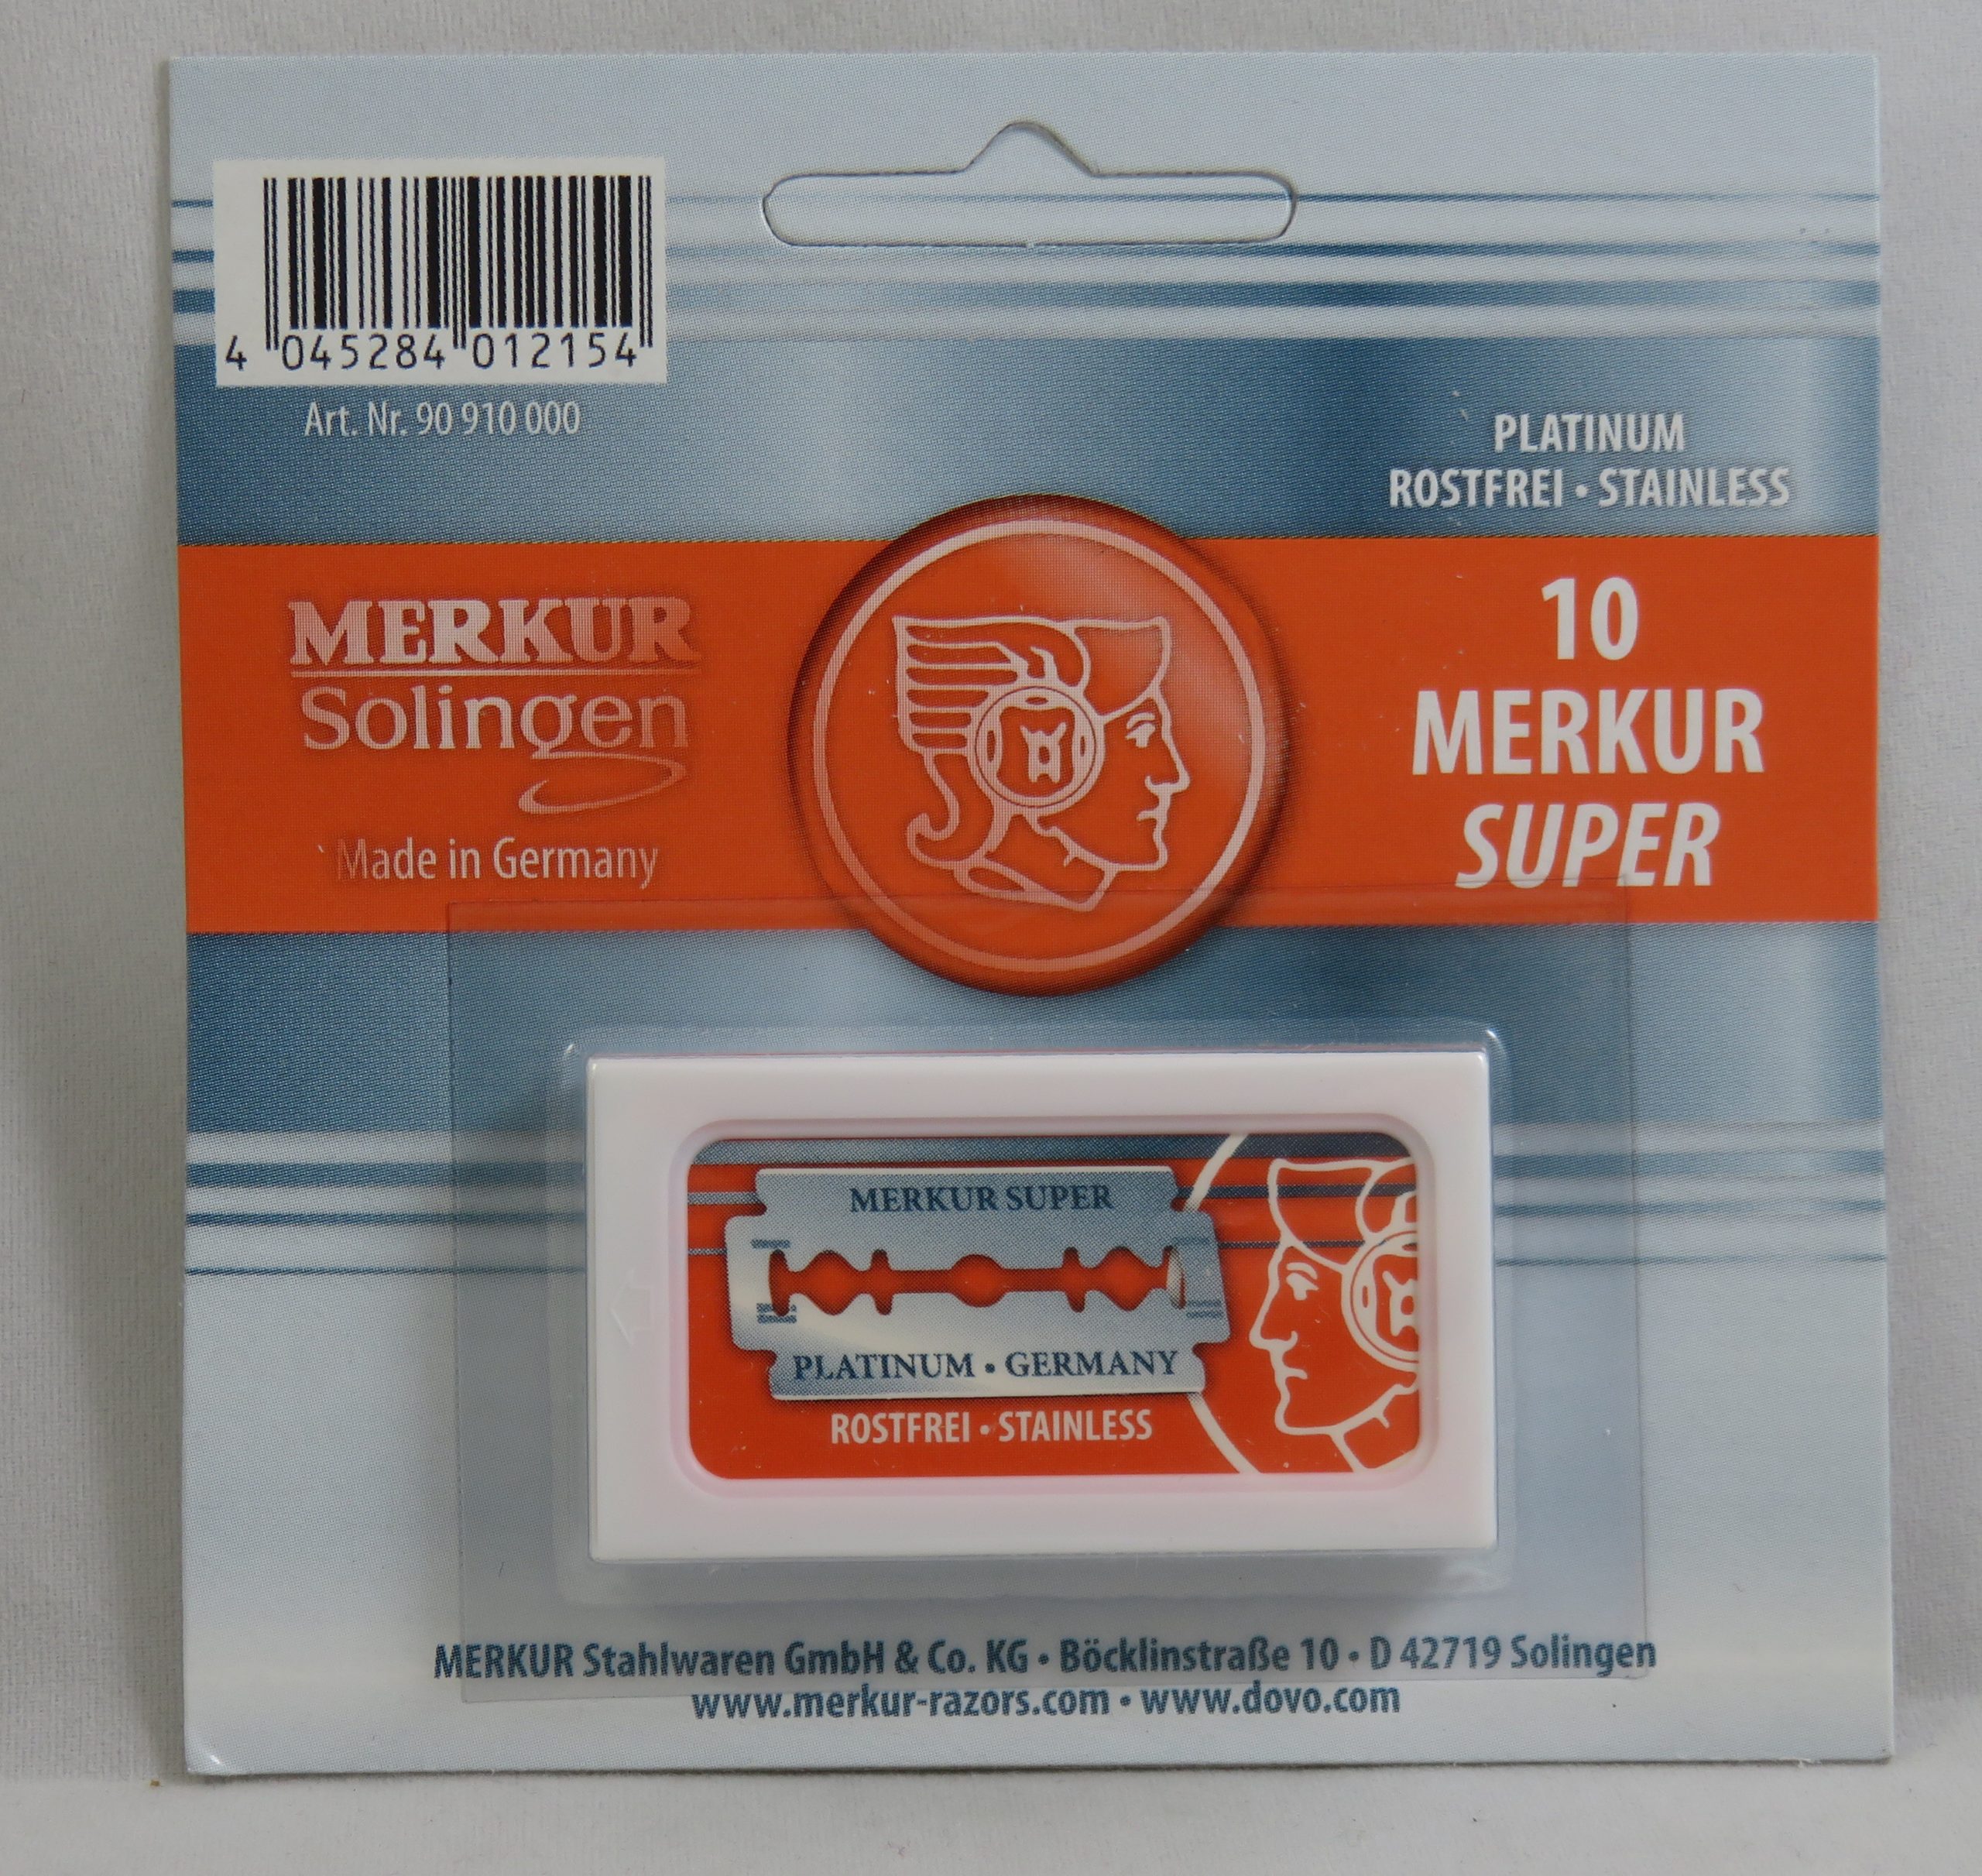 4 045284 012154
Art. Nr. 90 910 000
PLATINUM
ROSTFREI • STAINLESS
MERKUR
Solingen
Made in Germany
10
MERKUR
SUPER
MERKUR SUPER
PLATINUM • GERMANY
ROSTFREI • STAINLESS
MERKUR Stahlwaren GmbH & Co. KG • Böcklinstraße 10 • D 42719 Solingen
www.merkur-razors.com • www.dovo.com